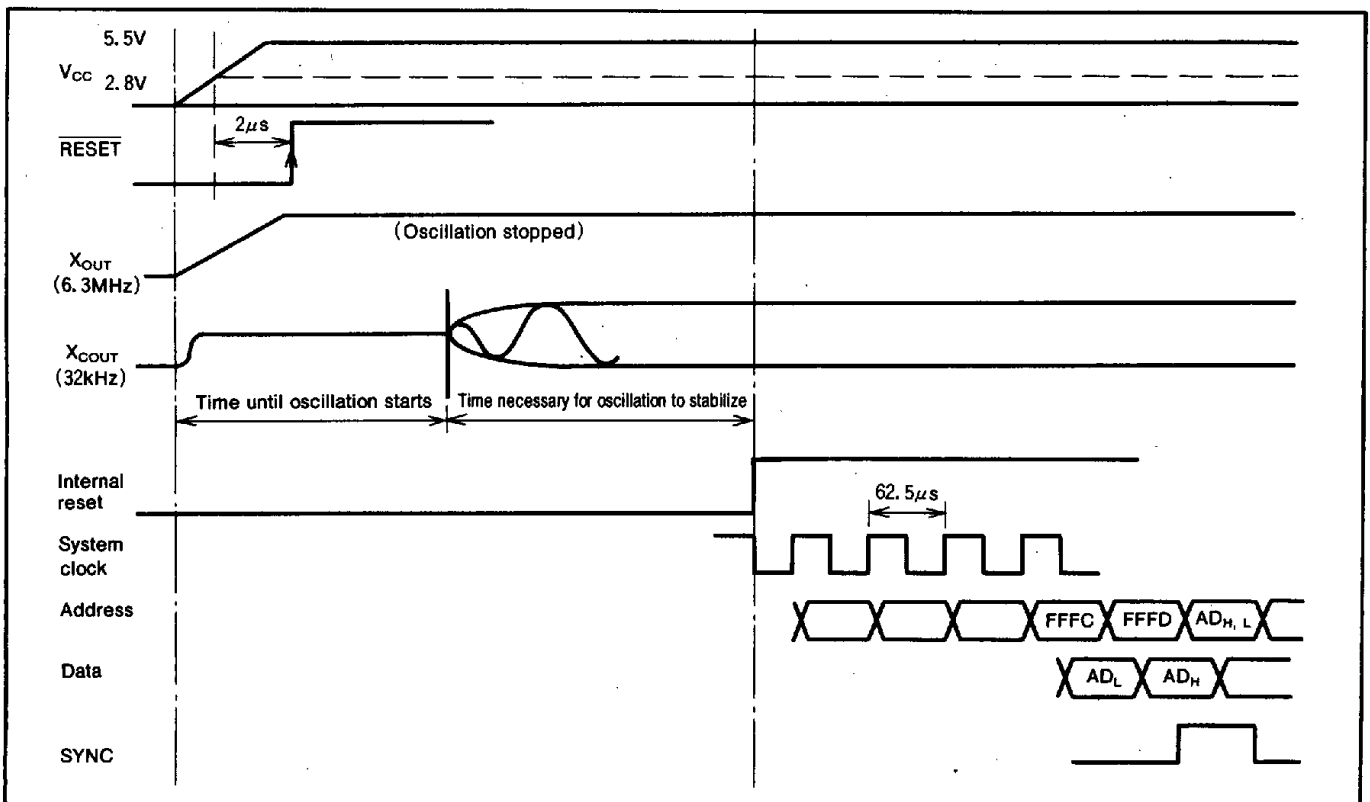 5.5V
VCC 2.8V
2μs
RESET
(Oscillation stopped)
XOUT
(6.3MHz)
XCOUT
(32kHz)
Time until oscillation starts
Time necessary for oscillation to stabilize
Internal
reset
62.5μs
System
clock
Address
FFFC FFFD ADH, L
Data
ADL ADH
SYNC